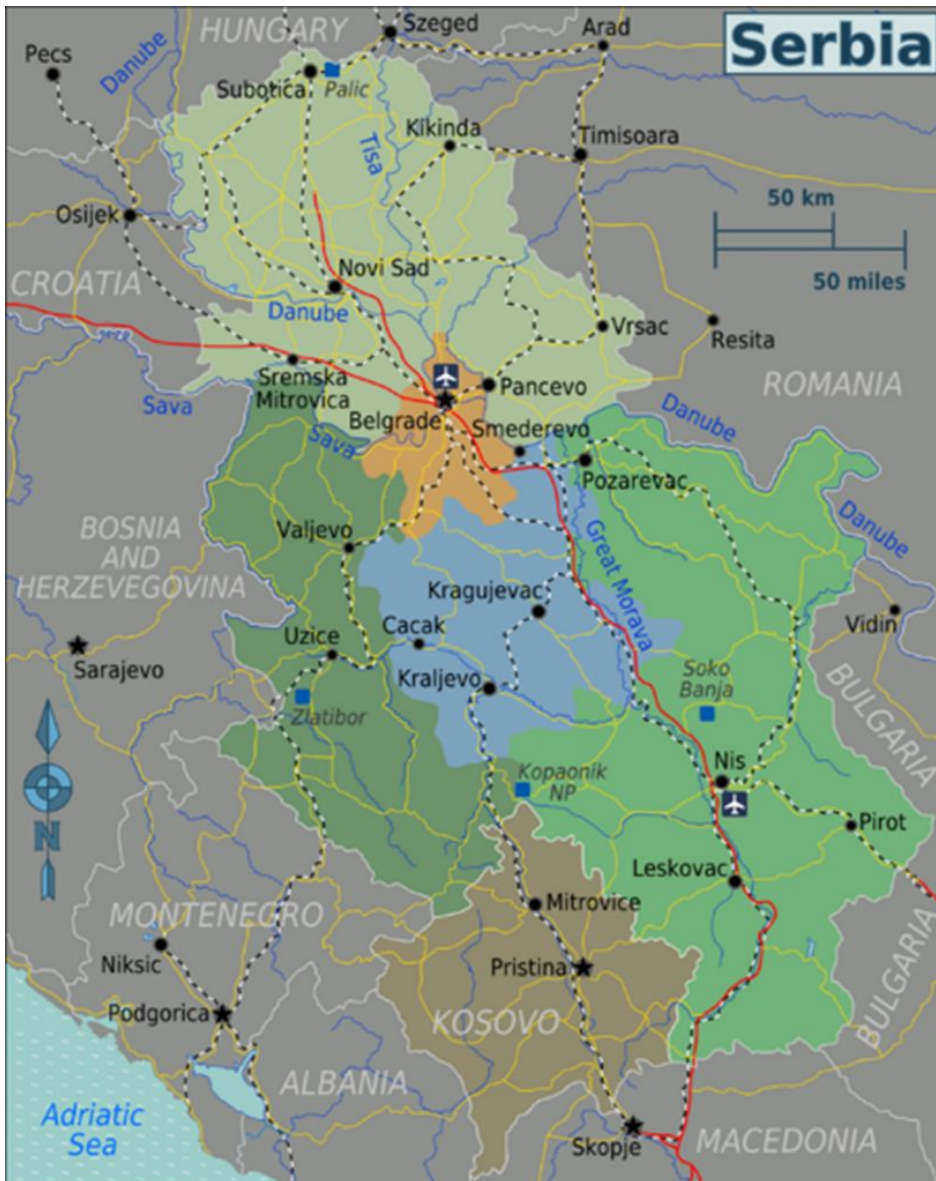 Serbia
HUNGARY
Szeged
Arad
Pecs
Danube
Subotica
Palic
Kikinda
Tisa
Timisoara
50 km
50 miles
Osijek
CROATIA
Novi Sad
Danube
Vrsac
Resita
Sremska
Mitrovica
Pancevo
ROMANIA
Sava
Belgrade
Smederevo
Danube
Sava
Pozarevac
BOSNIA
AND
HERZEVEGOVINA
Valjevo
Great Morava
Danube
Kragujevac
Vidin
Uzice
Cacak
Sarajevo
Kraljevo
Soko
Banja
BULGARIA
Zlatibor
Kopaonik
NP
Nis
N
Pirot
Leskovac
MONTENEGRO
Mitrovice
Niksic
Pristina
BULGARIA
Podgorica
KOSOVO
ALBANIA
Adriatic
Sea
Skopje
MACEDONIA